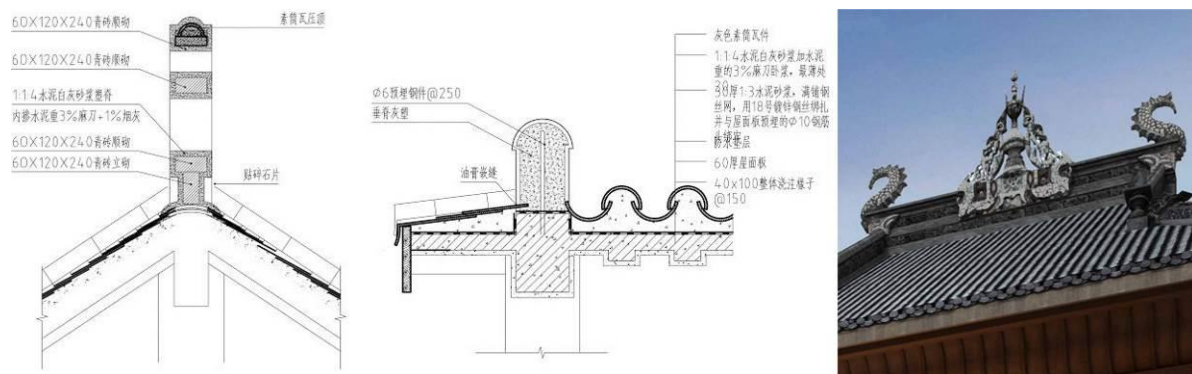 60X120X240青砖顺砌
60X120X240青砖顺砌
1:1:4水泥白灰砂浆塑脊
内掺水泥重3%麻刀+1%烟灰
60X120X240青砖顺砌
60X120X240青砖立砌
素筒瓦压顶
贴碎石片
Φ6预埋钢件@250
垂脊灰塑
油膏嵌缝
灰色素筒瓦件
1:1:4水泥白灰砂浆加水泥
重的3%麻刀卧浆,最薄处
30厚1:3水泥砂浆,满铺钢
丝网,用18号镀锌钢丝绑扎
并与屋面板预埋的Φ10钢筋
60厚屋面板
40x100整体浇注椽子
@150